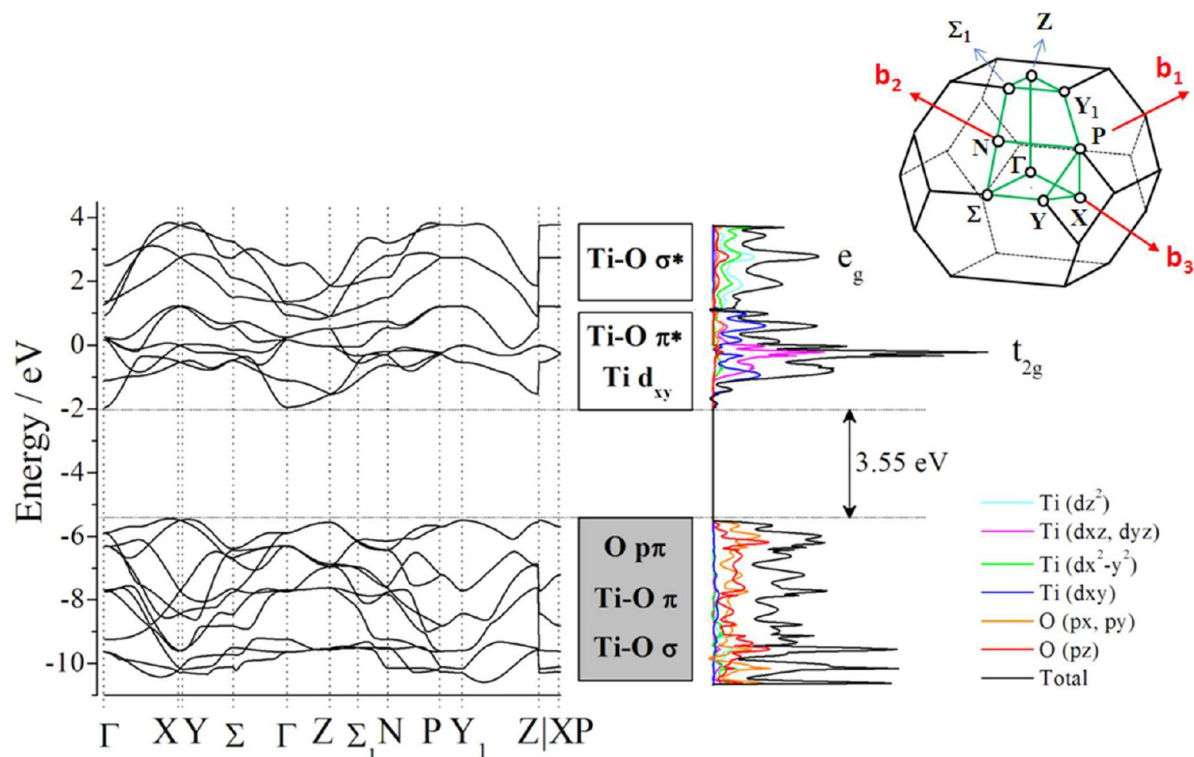 Z
Σ1
b2
b1
Y1
N
P
Γ
Σ
Y
X
b3
Energy / eV
4
2
0
-2
-4
-6
-8
-10
Γ X Y Σ Γ Z Σ1 N P Y1 Z|X P
Ti-O σ*
Ti-O π*
Ti dxy
O pπ
Ti-O π
Ti-O σ
eg
t2g
3.55 eV
Ti (dz²)
Ti (dxz, dyz)
Ti (dx²-y²)
Ti (dxy)
O (px, py)
O (pz)
Total